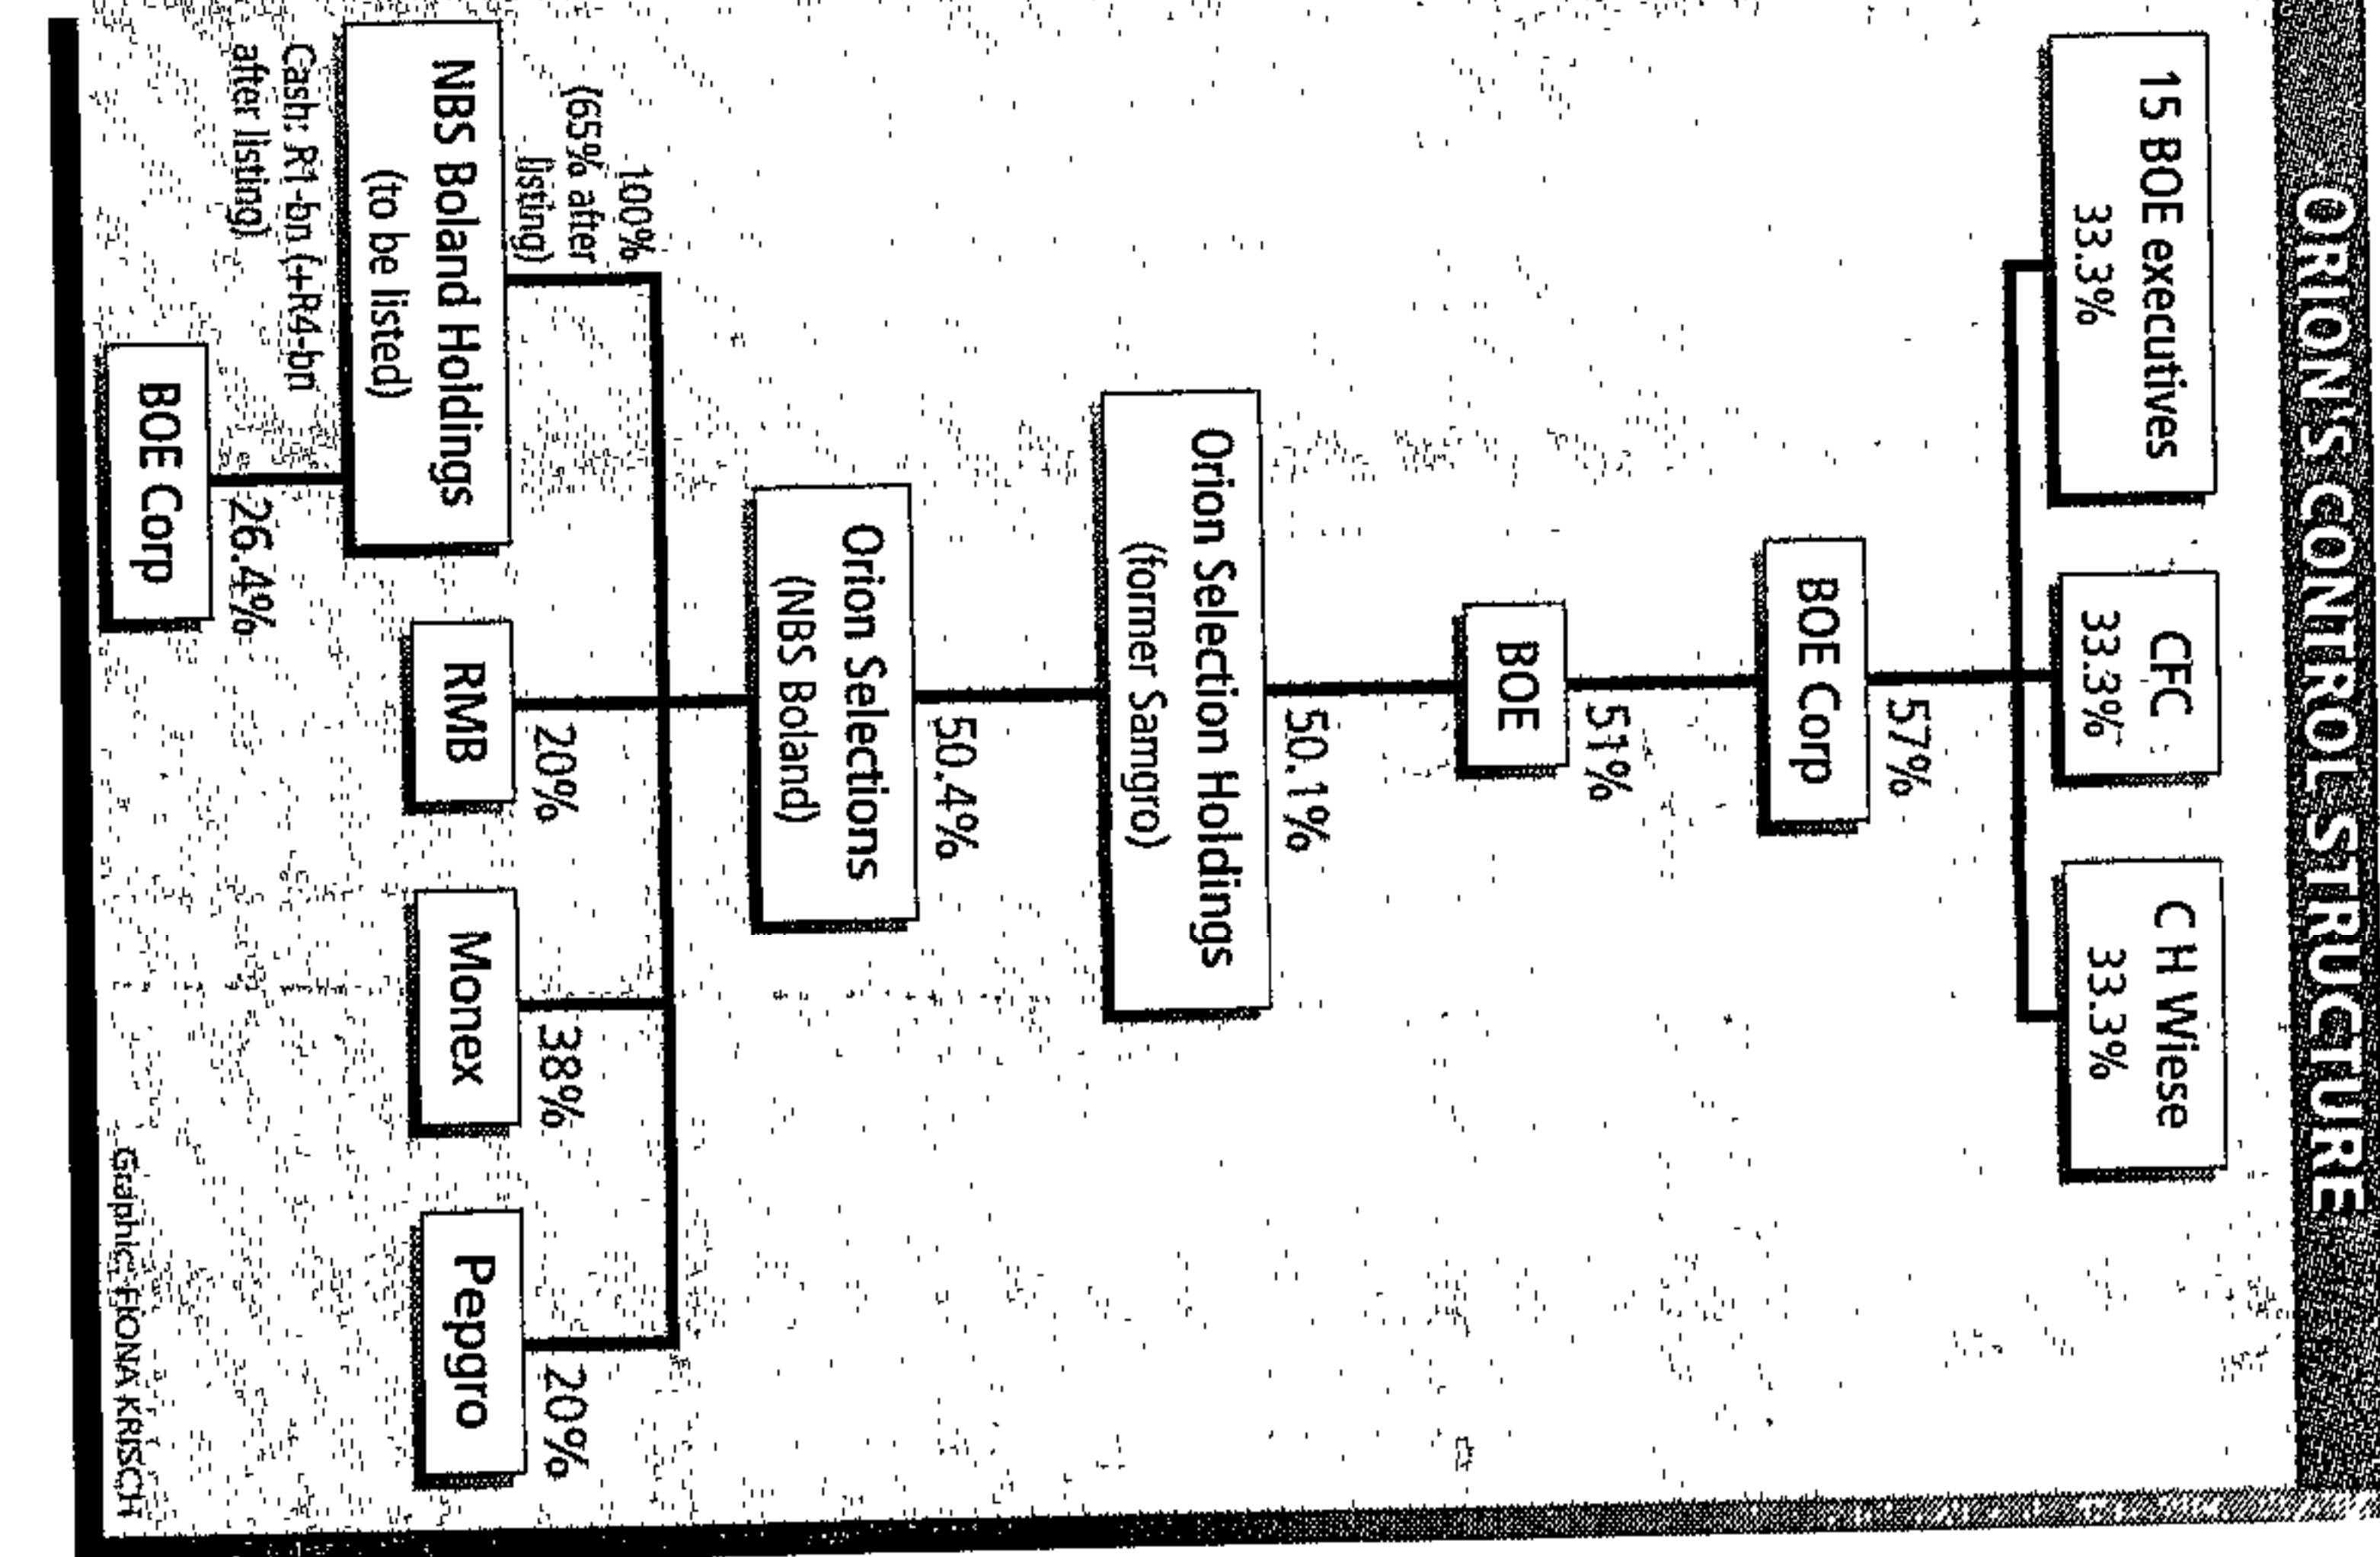 ORION'S CONTROL STRUCTURE
15 BOE executives
33.3%
CFC
33.3%
C H Wiese
33.3%
57%
BOE Corp
51%
BOE
50.1%
Orion Selection Holdings
(former Samgro)
50.4%
Orion Selections
(NBS Boland)
100%
(65% after
listing)
NBS Boland Holdings
(to be listed)
20%
RMB
38%
Monex
20%
Pepgro
Cash: R1-bn (+R4-bn
after listing)
26.4%
BOE Corp
Graphic: FIONA KRISCH